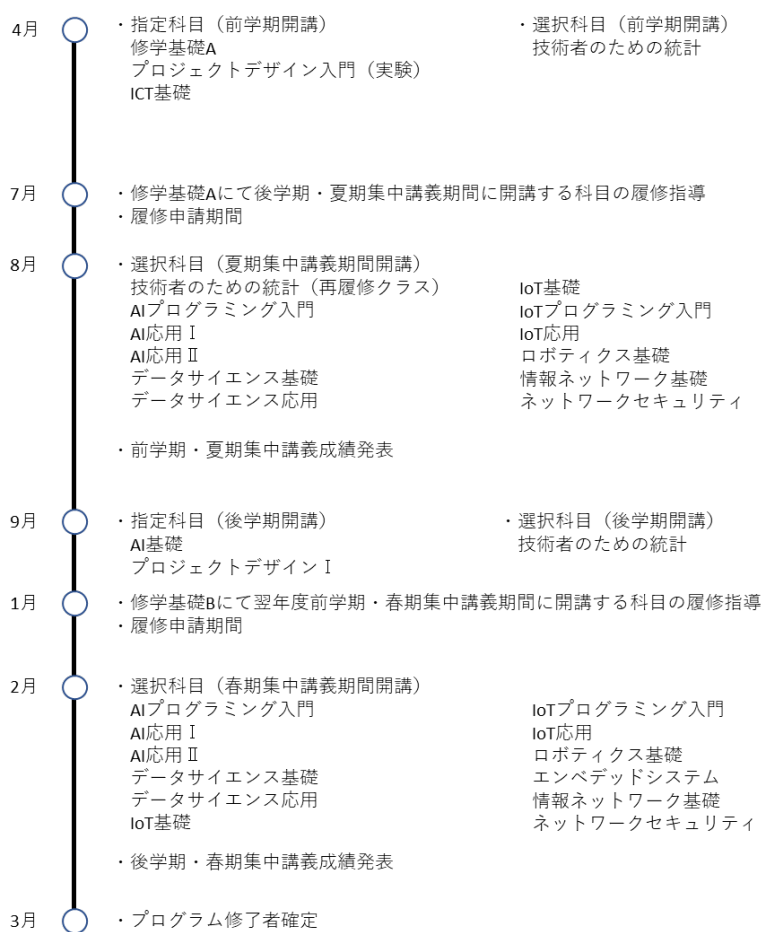 4月
・指定科目（前学期開講）
修学基礎A
プロジェクトデザイン入門（実験）
ICT基礎
・選択科目（前学期開講）
技術者のための統計
7月
・修学基礎Aにて後学期・夏期集中講義期間に開講する科目の履修指導
・履修申請期間
8月
・選択科目（夏期集中講義期間開講）
技術者のための統計（再履修クラス）
AIプログラミング入門
AI応用Ⅰ
AI応用Ⅱ
データサイエンス基礎
データサイエンス応用
IoT基礎
IoTプログラミング入門
IoT応用
ロボティクス基礎
情報ネットワーク基礎
ネットワークセキュリティ
・前学期・夏期集中講義成績発表
9月
・指定科目（後学期開講）
AI基礎
プロジェクトデザインⅠ
・選択科目（後学期開講）
技術者のための統計
1月
・修学基礎Bにて翌年度前学期・春期集中講義期間に開講する科目の履修指導
・履修申請期間
2月
・選択科目（春期集中講義期間開講）
AIプログラミング入門
AI応用Ⅰ
AI応用Ⅱ
データサイエンス基礎
データサイエンス応用
IoT基礎
IoTプログラミング入門
IoT応用
ロボティクス基礎
エンベデッドシステム
情報ネットワーク基礎
ネットワークセキュリティ
・後学期・春期集中講義成績発表
3月
・プログラム修了者確定